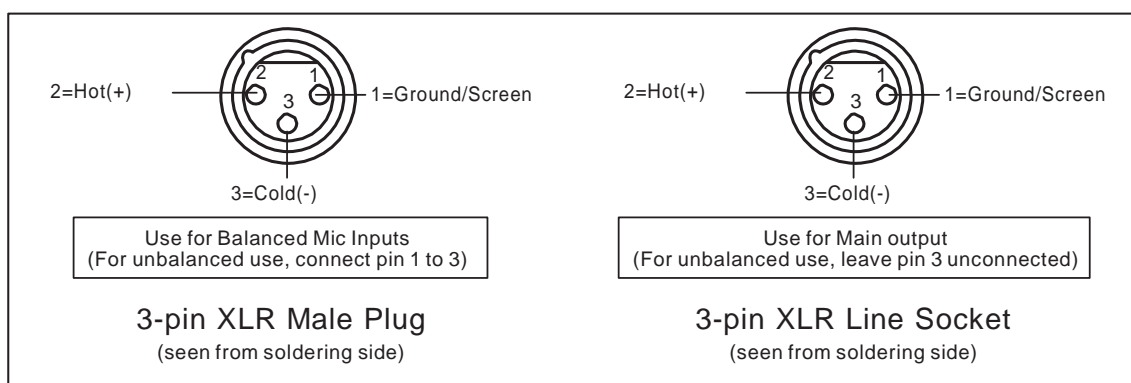 2
1
3
2=Hot(+)
1=Ground/Screen
3=Cold(-)
Use for Balanced Mic Inputs
(For unbalanced use, connect pin 1 to 3)
3-pin XLR Male Plug
(seen from soldering side)
2
1
3
2=Hot(+)
1=Ground/Screen
3=Cold(-)
Use for Main output
(For unbalanced use, leave pin 3 unconnected)
3-pin XLR Line Socket
(seen from soldering side)